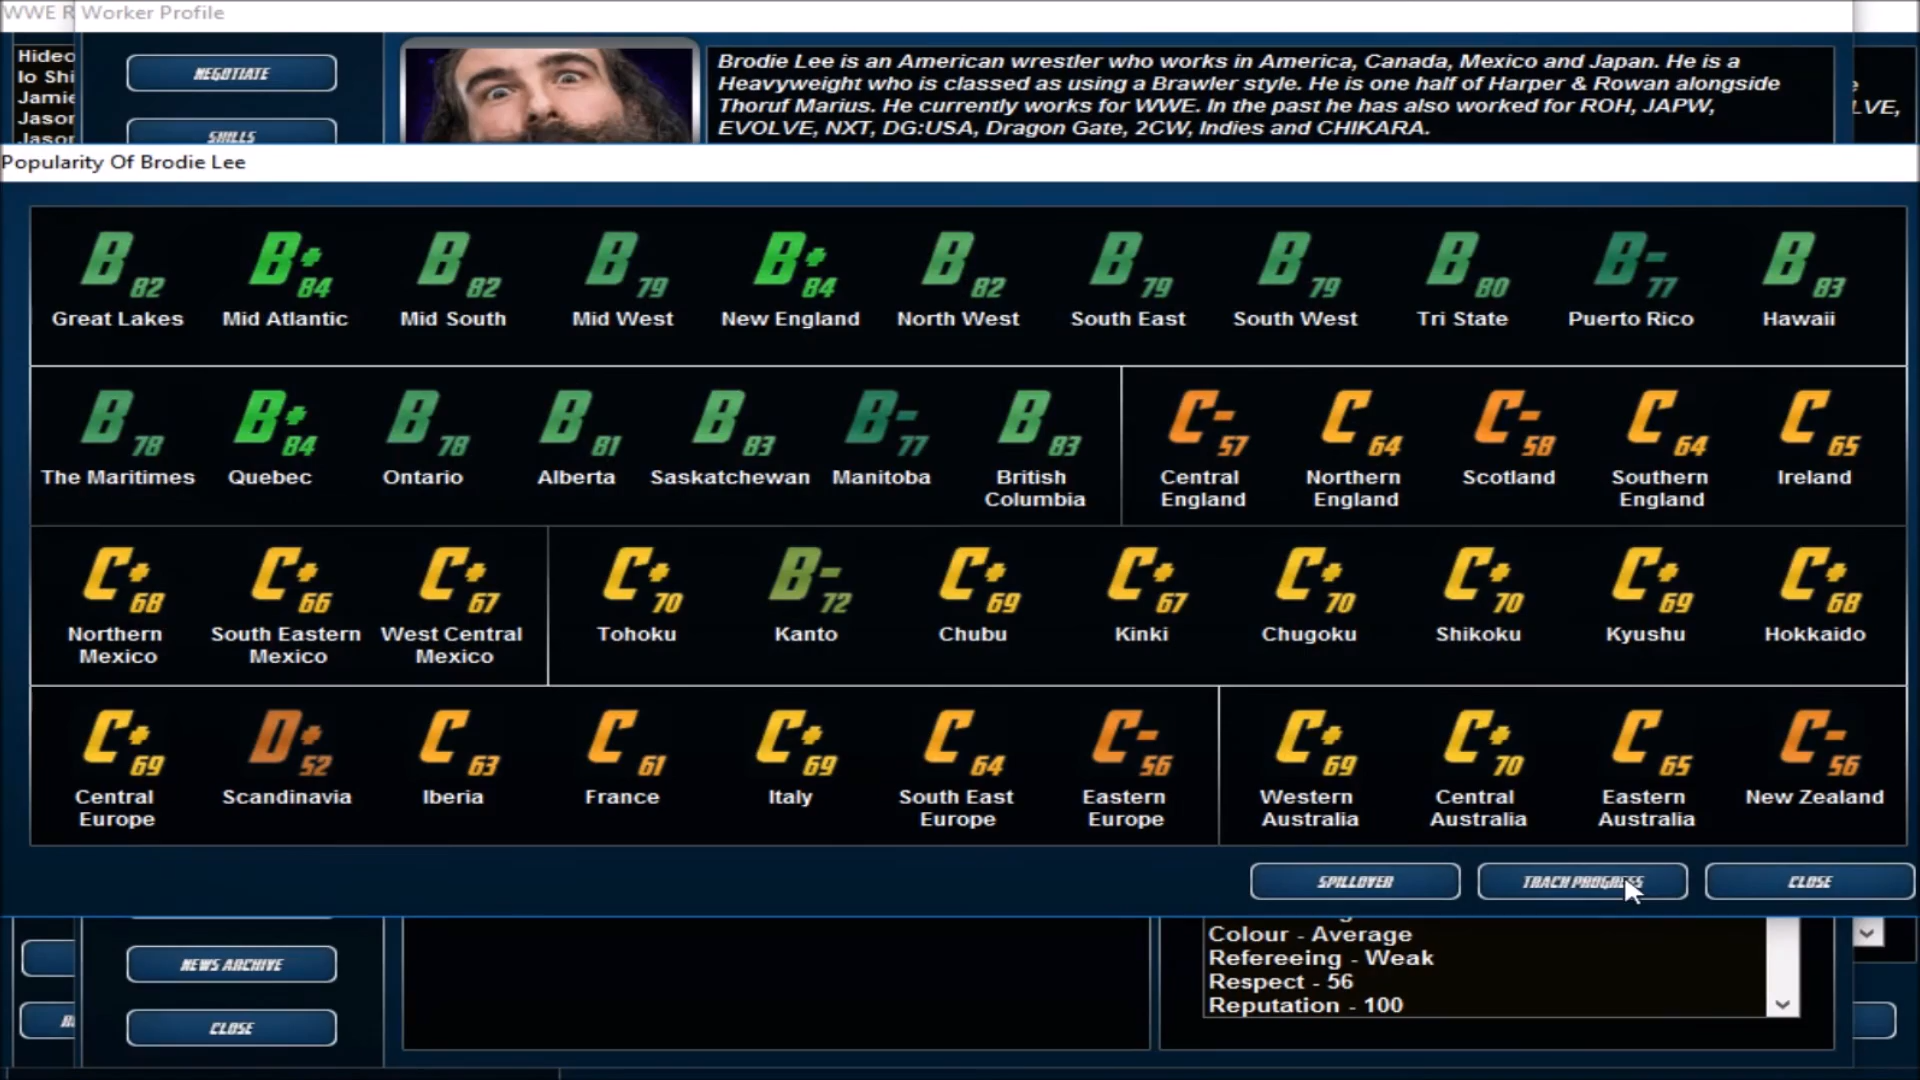 WWE R
Worker Profile
Hideo
Io Shi
Jamie
Jason
Jason
NEGOTIATE
SKILLS
Brodie Lee is an American wrestler who works in America, Canada, Mexico and Japan. He is a
Heavyweight who is classed as using a Brawler style. He is one half of Harper & Rowan alongside
Thoruf Marius. He currently works for WWE. In the past he has also worked for ROH, JAPW,
EVOLVE, NXT, DG:USA, Dragon Gate, 2CW, Indies and CHIKARA.
LVE,
Popularity Of Brodie Lee
B 82 B+ 84 B 82 B 79 B+ 84 B 82 B 79 B 79 B 80 B- 77 B 83
Great Lakes Mid Atlantic Mid South Mid West New England North West South East South West Tri State Puerto Rico Hawaii
B 78 B+ 84 B 78 B 81 B 83 B- 77 B 83 C- 57 C 64 C- 58 C 64 C 65
The Maritimes Quebec Ontario Alberta Saskatchewan Manitoba British Central Northern Scotland Southern Ireland
Columbia England England England
C+ 68 C+ 66 C+ 67 C+ 70 B- 72 C+ 69 C+ 67 C+ 70 C+ 70 C+ 69 C+ 68
Northern South Eastern West Central Tohoku Kanto Chubu Kinki Chugoku Shikoku Kyushu Hokkaido
Mexico Mexico Mexico
C+ 69 D+ 52 C 63 C 61 C+ 69 C 64 C- 56 C+ 69 C+ 70 C 65 C- 56
Central Scandinavia Iberia France Italy South East Eastern Western Central Eastern New Zealand
Europe Europe Europe Australia Australia Australia
SPILLOVER TRACK PROGRESS CLOSE
Colour - Average
Refereeing - Weak
Respect - 56
Reputation - 100
NEWS ARCHIVE
CLOSE